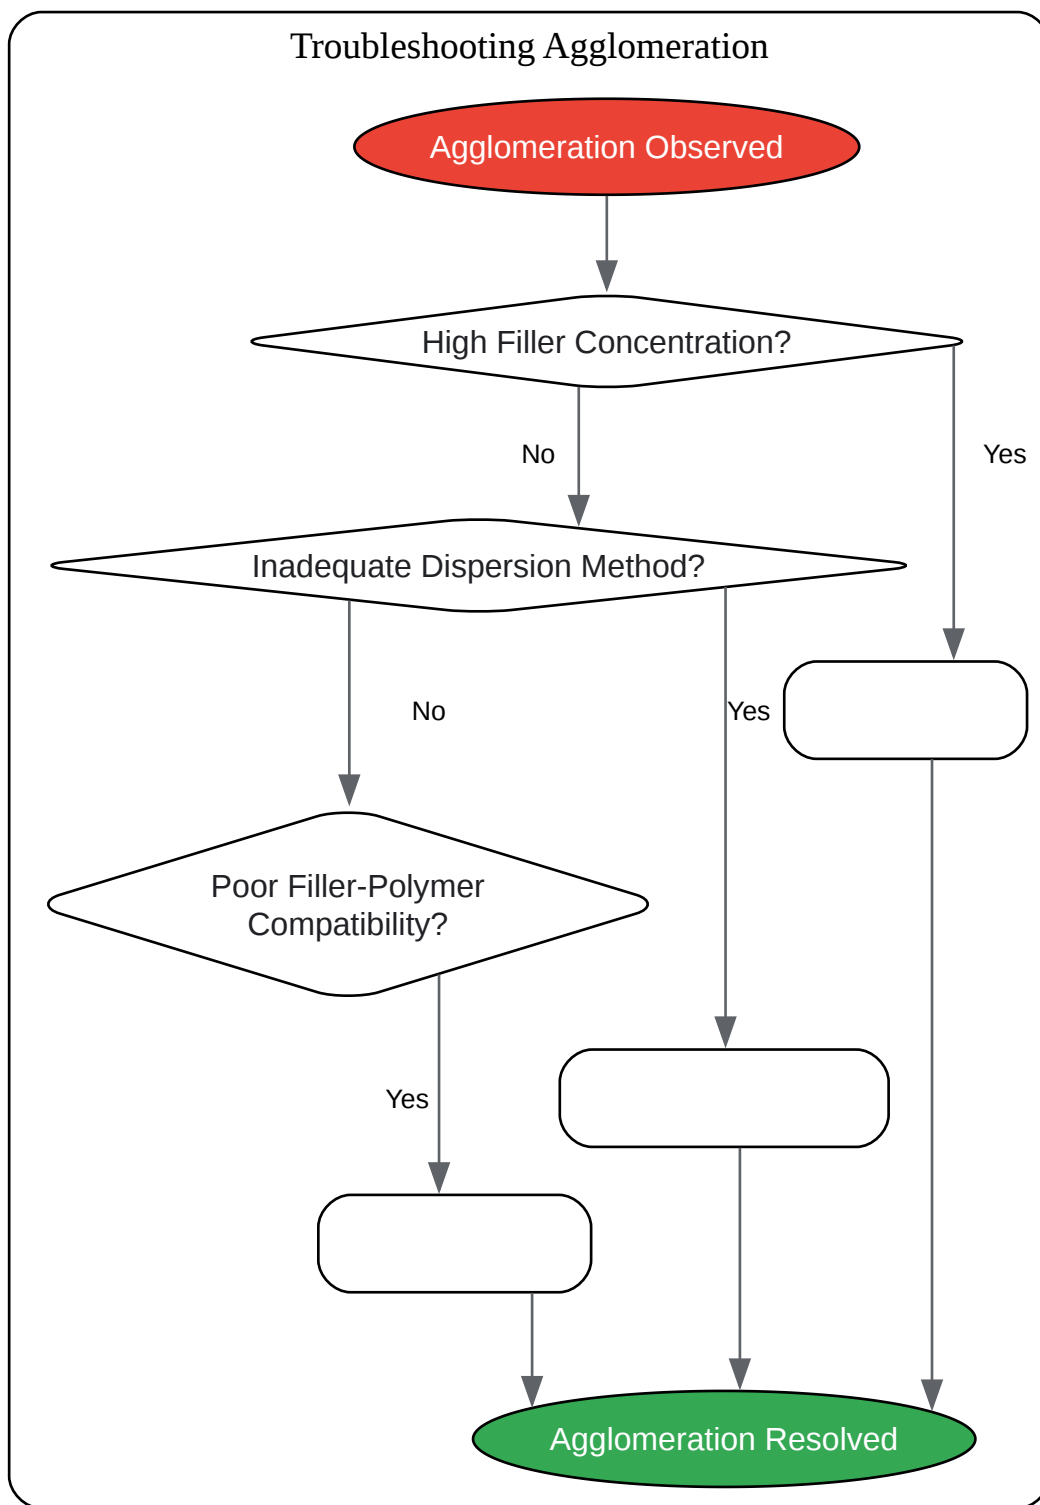 Troubleshooting Agglomeration
Agglomeration Observed
High Filler Concentration?
No
Yes
Inadequate Dispersion Method?
No
Yes
Poor Filler-Polymer
Compatibility?
Yes
Agglomeration Resolved